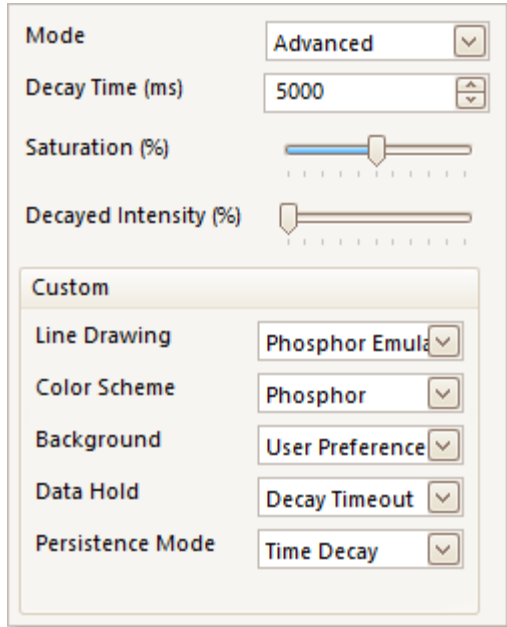 Mode Advanced
Decay Time (ms) 5000
Saturation (%)
Decayed Intensity (%)
Custom
Line Drawing Phosphor Emula
Color Scheme Phosphor
Background User Preference
Data Hold Decay Timeout
Persistence Mode Time Decay